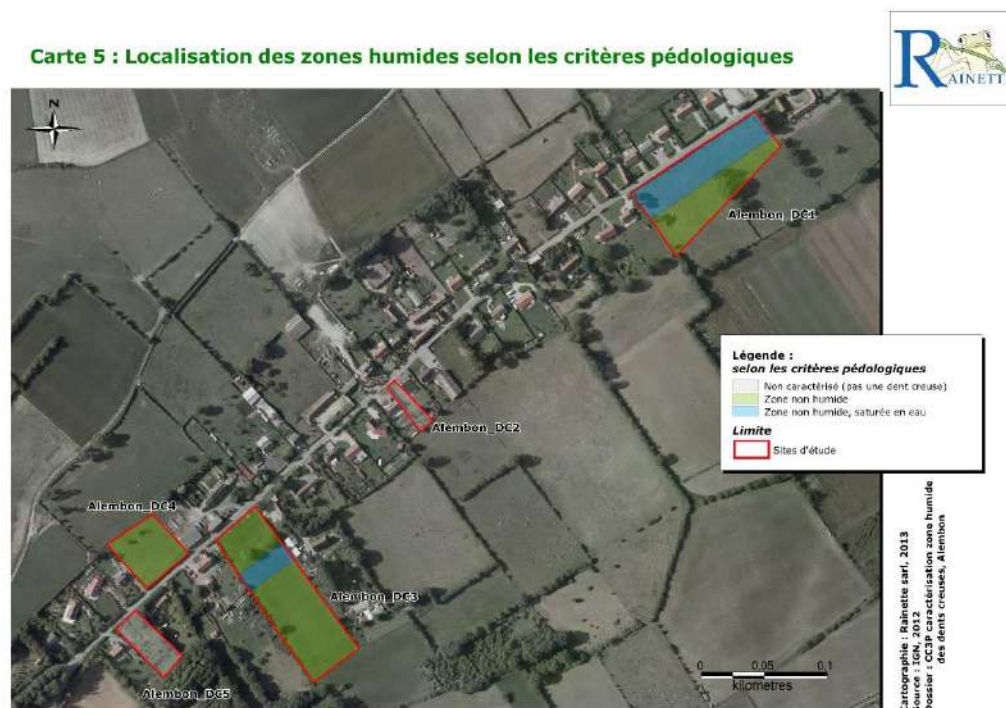 Carte 5 : Localisation des zones humides selon les critères pédologiques
RAINETTE
N
Alembon_DC1
Alembon_DC2
Alembon_DC4
Alembon_DC3
Alembon_DC5
Légende :
selon les critères pédologiques
Non caractérisé (pas une dent creuse)
Zone non humide
Zone non humide, saturée en eau
Limite
Sites d'étude
0 0,05 0,1
kilomètres
Cartographie : Rainette sarl, 2013
Source : IGN, 2012
Dossier : CC3P caractérisation zone humide
des dents creuses, Alembon